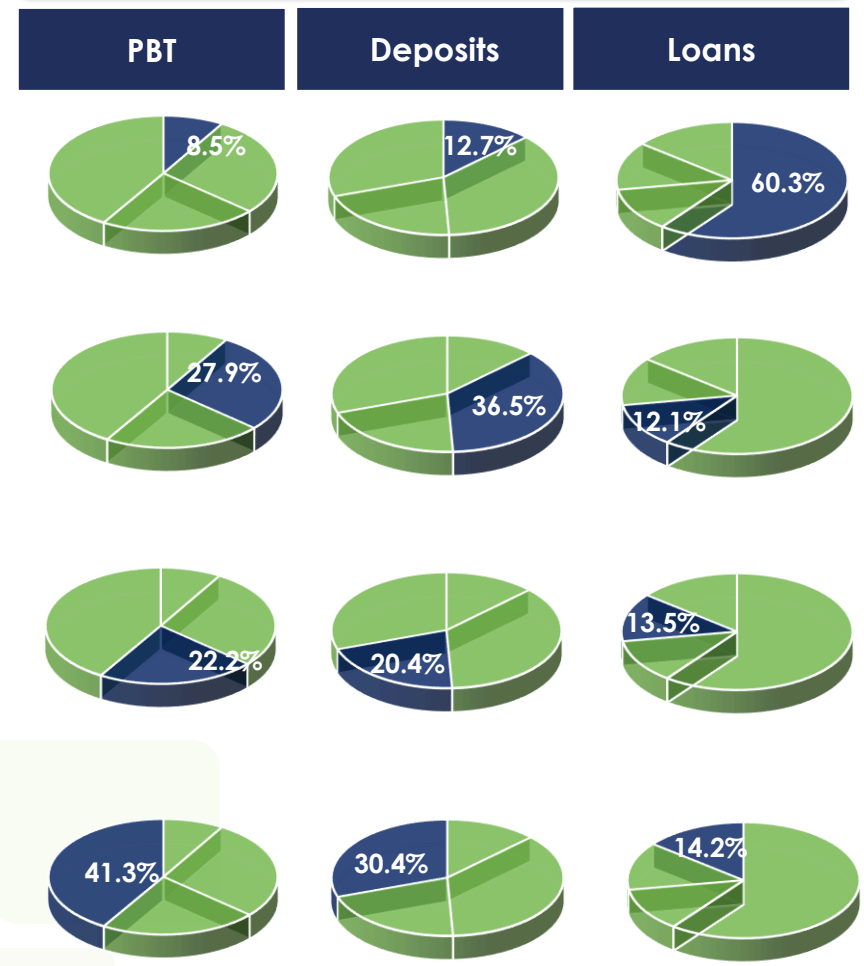 PBT Deposits Loans
8.5% 12.7% 60.3%
27.9% 36.5% 12.1%
22.2% 20.4% 13.5%
41.3% 30.4% 14.2%